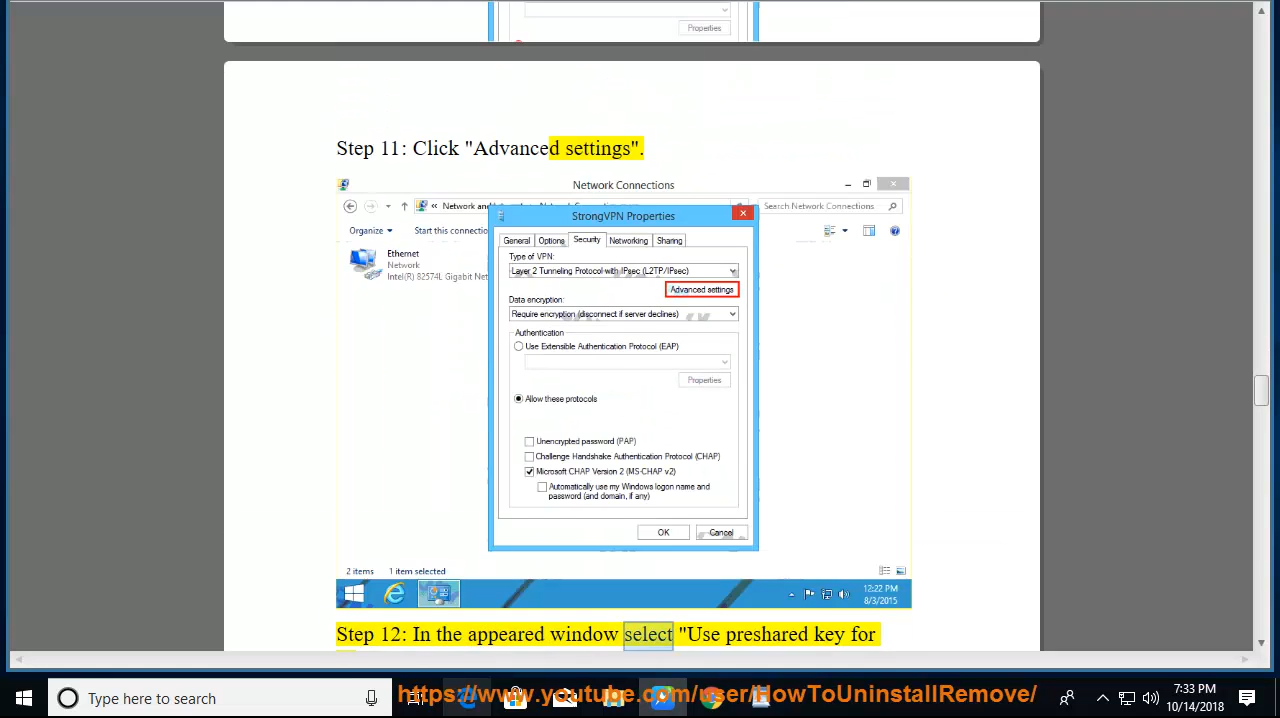 Properties
Step 11: Click "Advanced settings".
Network Connections
Network and
Search Network Connections
StrongVPN Properties
Organize
Start this connectio
General Options Security Networking Sharing
Ethernet
Network
Intel(R) 82574L Gigabit Net
Type of VPN:
Layer 2 Tunneling Protocol with IPsec (L2TP/IPsec)
Advanced settings
Data encryption:
Require encryption (disconnect if server declines)
Authentication
Use Extensible Authentication Protocol (EAP)
Properties
Allow these protocols
Unencrypted password (PAP)
Challenge Handshake Authentication Protocol (CHAP)
Microsoft CHAP Version 2 (MS-CHAP v2)
Automatically use my Windows logon name and
password (and domain, if any)
OK Cancel
2 items 1 item selected
12:22 PM
8/3/2015
Step 12: In the appeared window select "Use preshared key for
Type here to search
https://www.youtube.com/user/HowToUninstallRemove/
7:33 PM
10/14/2018